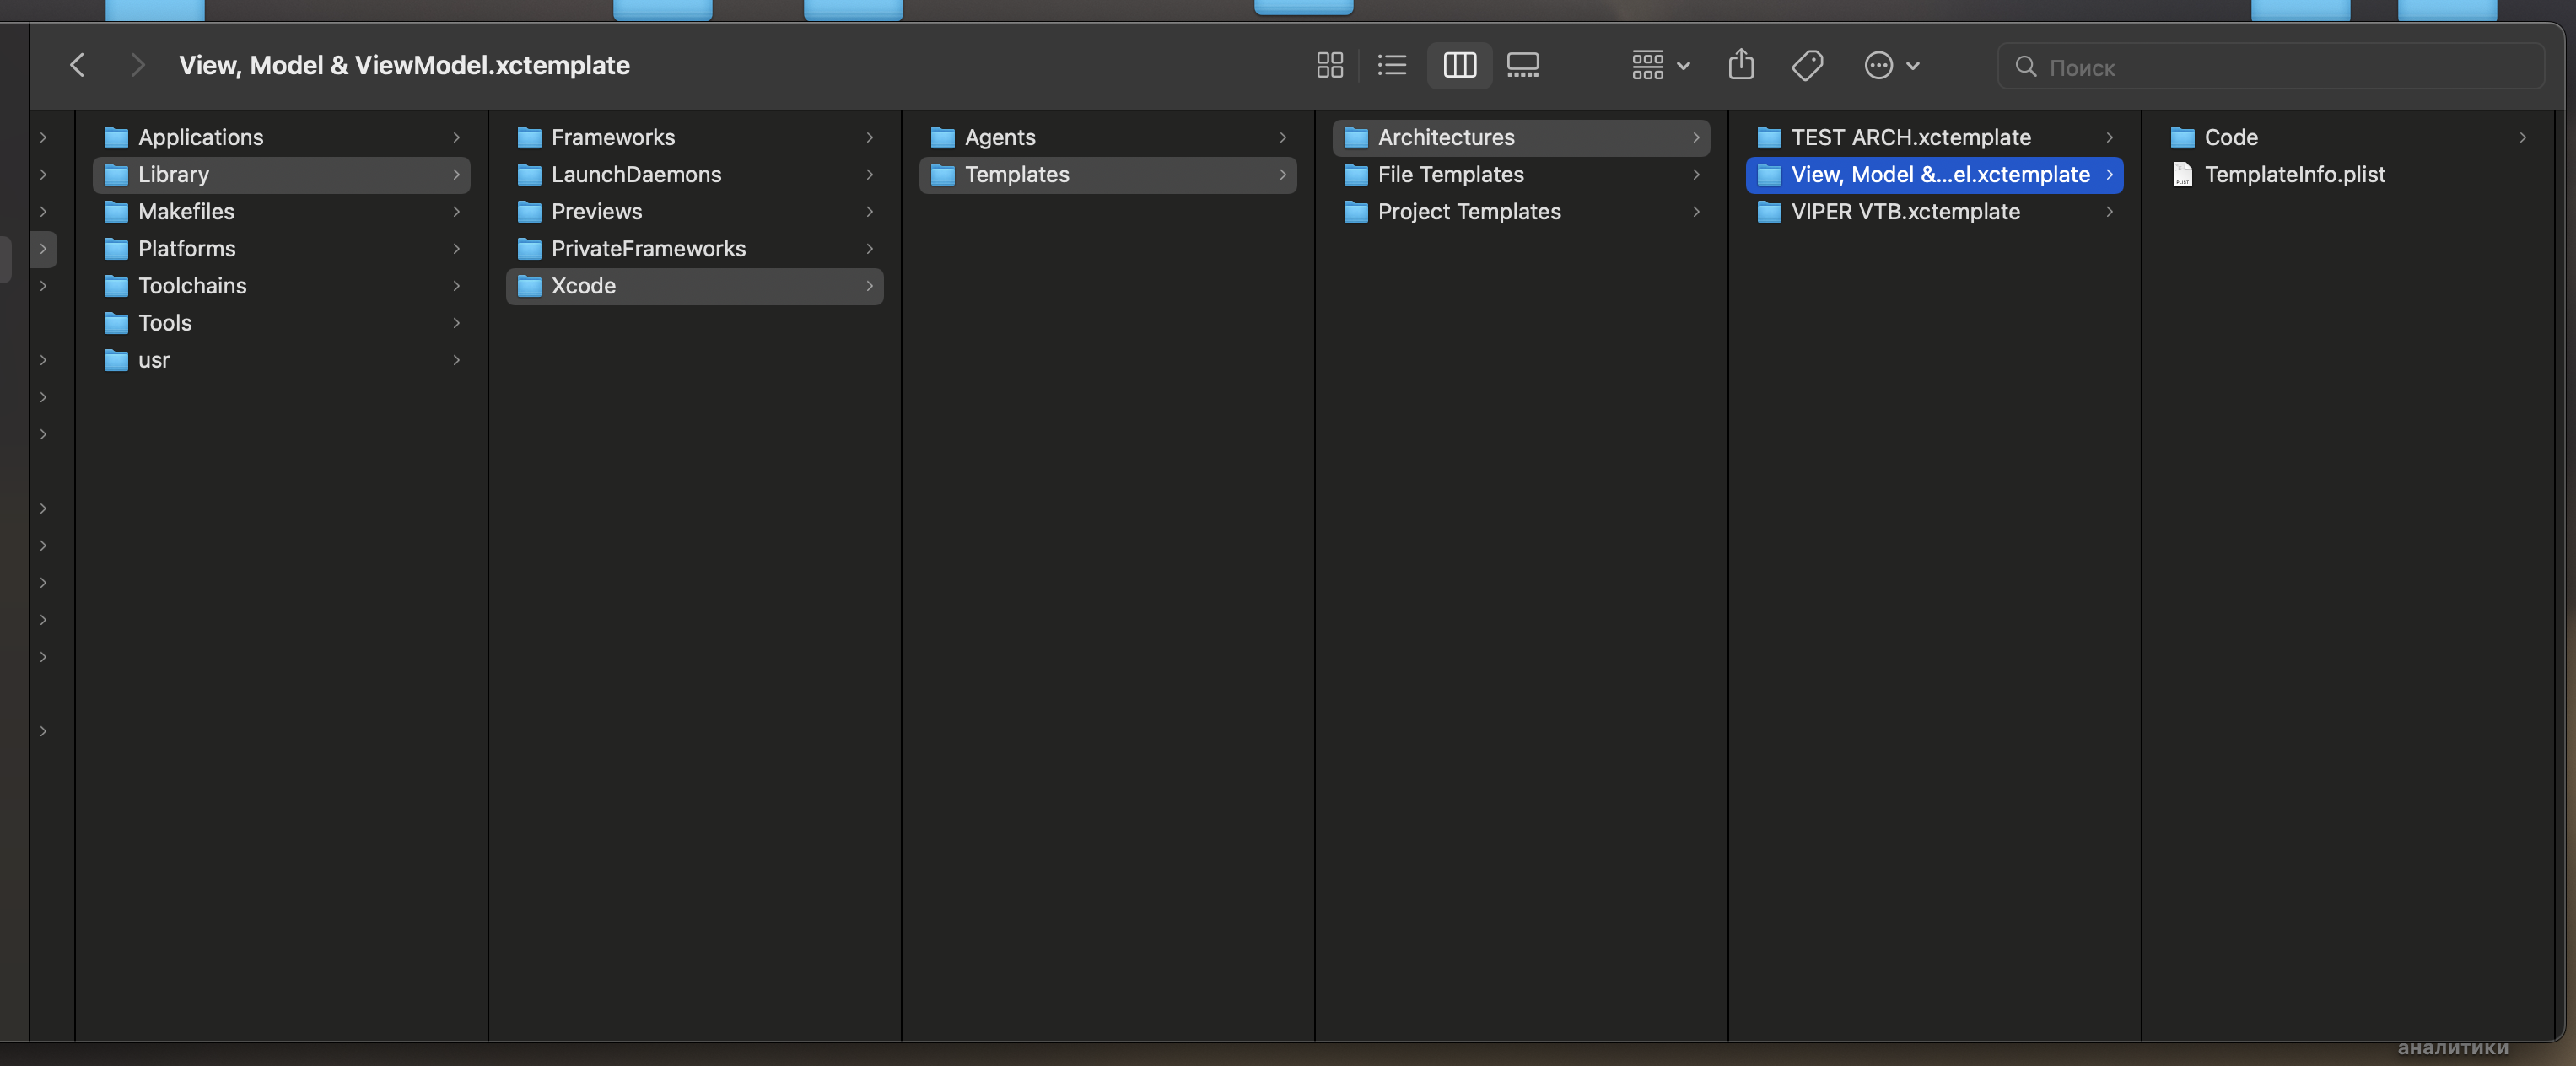 View, Model & ViewModel.xctemplate
Поиск
Applications
Library
Makefiles
Platforms
Toolchains
Tools
usr
Frameworks
LaunchDaemons
Previews
PrivateFrameworks
Xcode
Agents
Templates
Architectures
File Templates
Project Templates
TEST ARCH.xctemplate
View, Model &...el.xctemplate
VIPER VTB.xctemplate
Code
PLIST
TemplateInfo.plist
аналитики